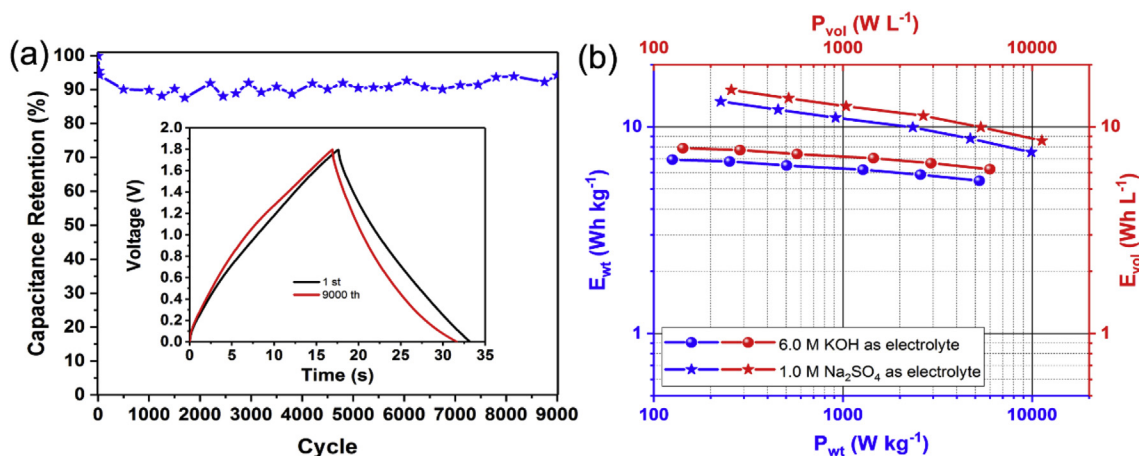 (a)
Capacitance Retention (%)
100
90
80
70
60
50
40
30
20
10
0
0 1000 2000 3000 4000 5000 6000 7000 8000 9000
Cycle
Voltage (V)
2.0
1.8
1.6
1.4
1.2
1.0
0.8
0.6
0.4
0.2
0.0
1 st
9000 th
0 5 10 15 20 25 30 35
Time (s)
(b)
P_vol (W L⁻¹)
100 1000 10000
E_wt (Wh kg⁻¹)
10
1
E_vol (Wh L⁻¹)
10
1
6.0 M KOH as electrolyte
1.0 M Na₂SO₄ as electrolyte
100 1000 10000
P_wt (W kg⁻¹)